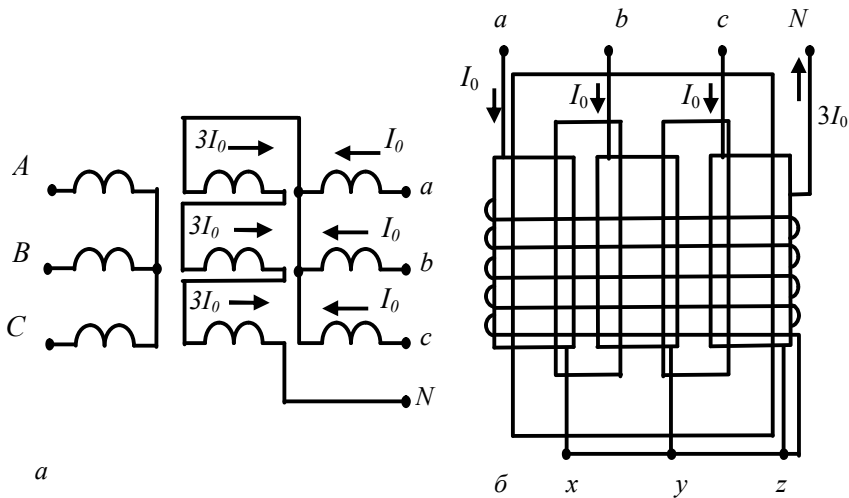 a b c N
I₀ I₀ I₀ 3I₀
3I₀ I₀
A a
3I₀ I₀
B b
3I₀ I₀
C c
N
а б x y z